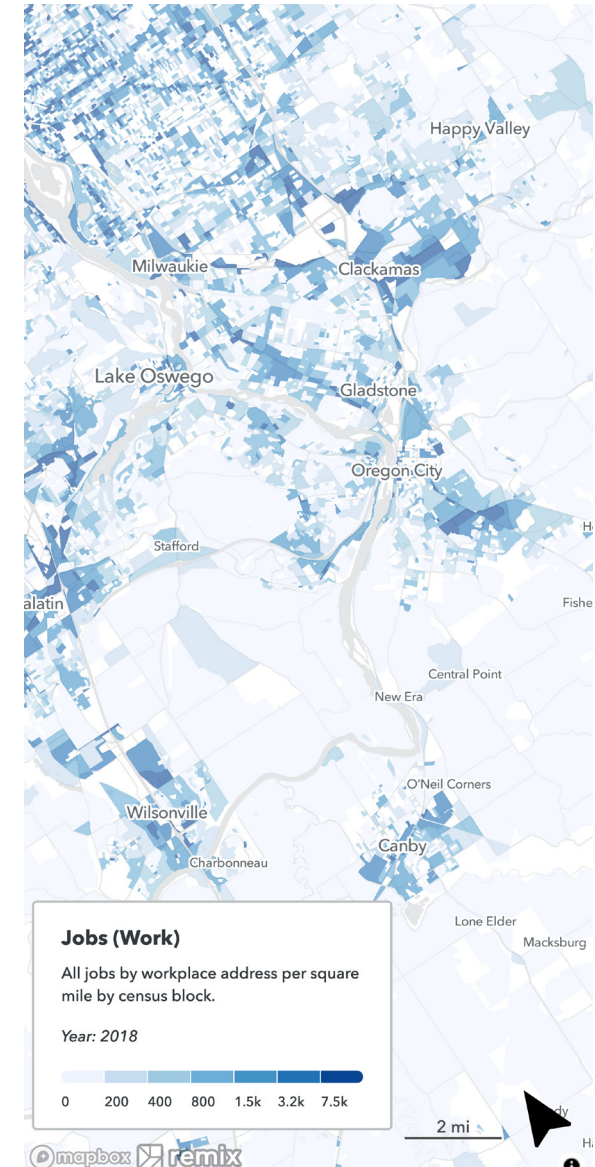 Happy Valley
Milwaukie
Clackamas
Lake Oswego
Gladstone
Oregon City
Stafford
alatin
Fishe
Central Point
New Era
O'Neil Corners
Wilsonville
Canby
Charbonneau
Lone Elder
Macksburg
Jobs (Work)
All jobs by workplace address per square
mile by census block.
Year: 2018
0 200 400 800 1.5k 3.2k 7.5k
2 mi
dy
mapbox remix